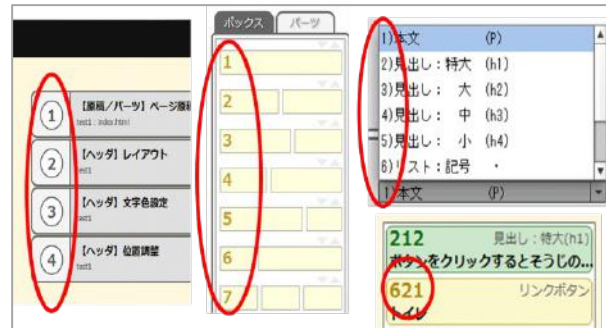 1
【原稿/パーツ】ページ原稿
test1 : index.html
2
【ヘッダ】レイアウト
test1
3
【ヘッダ】文字色設定
test1
4
【ヘッダ】位置調整
test1
ボックス パーツ
1
2
3
4
5
6
7
1)本文 (P)
2)見出し：特大 (h1)
3)見出し： 大 (h2)
4)見出し： 中 (h3)
5)見出し： 小 (h4)
6)リスト：記号 ・
1)本文 (P)
212 見出し：特大(h1)
ボタンをクリックするとそうじの...
621 リンクボタン
トイレ